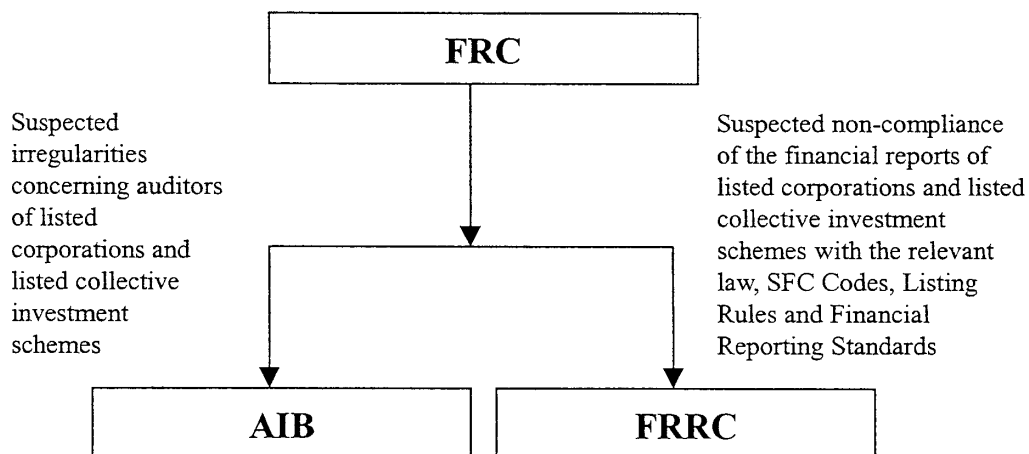 FRC
Suspected
irregularities
concerning auditors
of listed
corporations and
listed collective
investment
schemes
Suspected non-compliance
of the financial reports of
listed corporations and listed
collective investment
schemes with the relevant
law, SFC Codes, Listing
Rules and Financial
Reporting Standards
AIB
FRRC